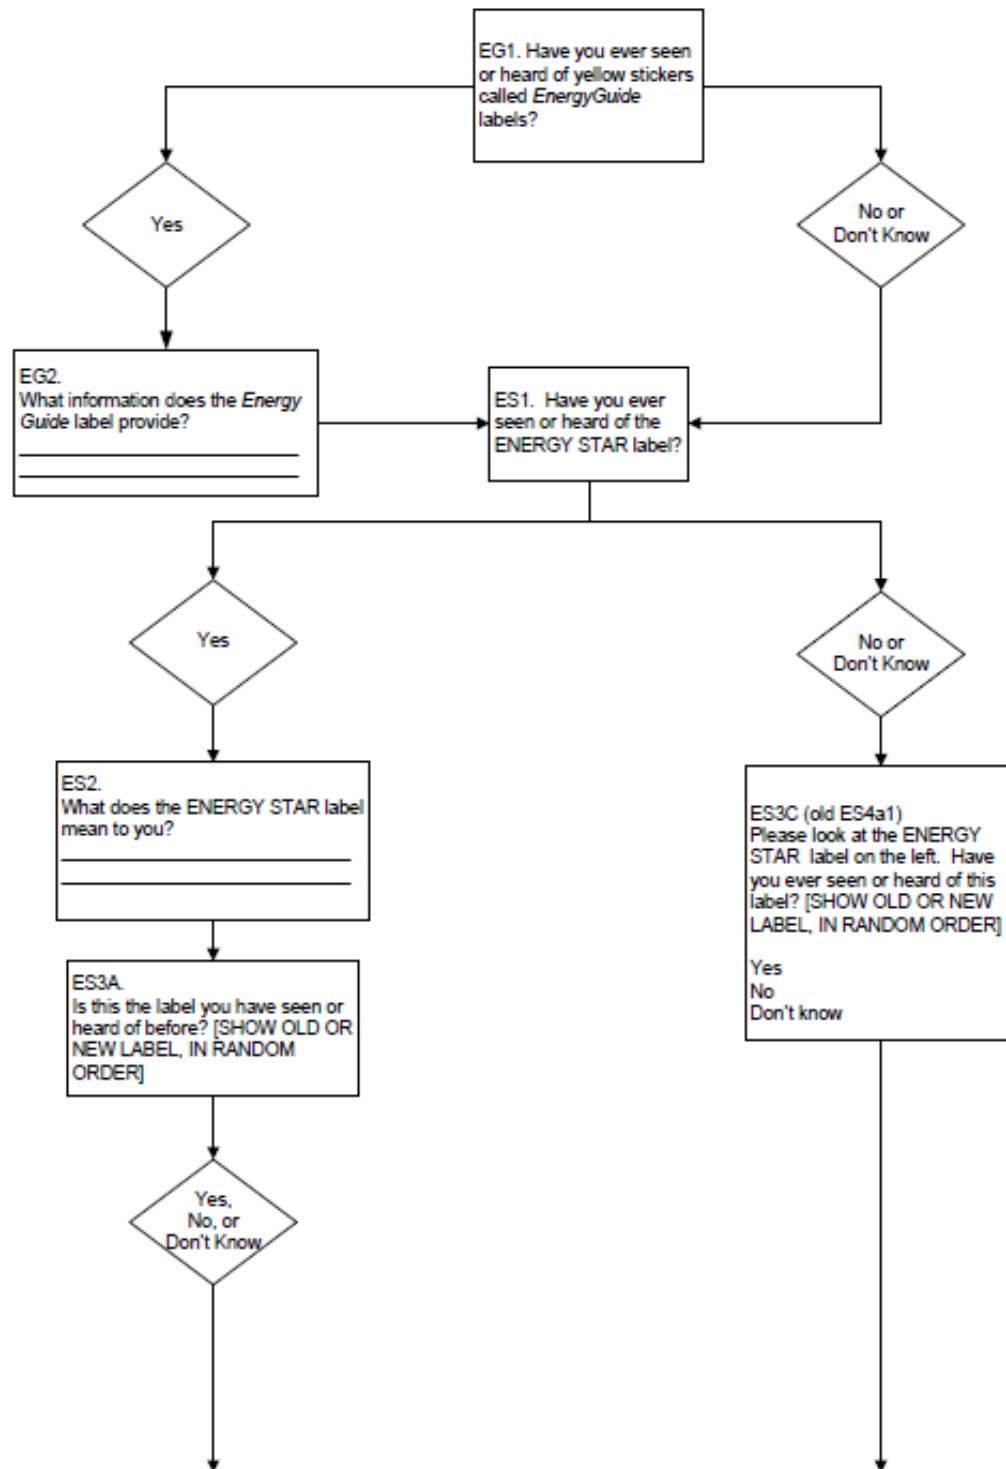 EG1. Have you ever seen
or heard of yellow stickers
called EnergyGuide
labels?
Yes
No or
Don't Know
EG2.
What information does the Energy
Guide label provide?
ES1. Have you ever
seen or heard of the
ENERGY STAR label?
Yes
No or
Don't Know
ES2.
What does the ENERGY STAR label
mean to you?
ES3C (old ES4a1)
Please look at the ENERGY
STAR label on the left. Have
you ever seen or heard of this
label? [SHOW OLD OR NEW
LABEL, IN RANDOM ORDER]
Yes
No
Don't know
ES3A.
Is this the label you have seen or
heard of before? [SHOW OLD OR
NEW LABEL, IN RANDOM
ORDER]
Yes,
No, or
Don't Know